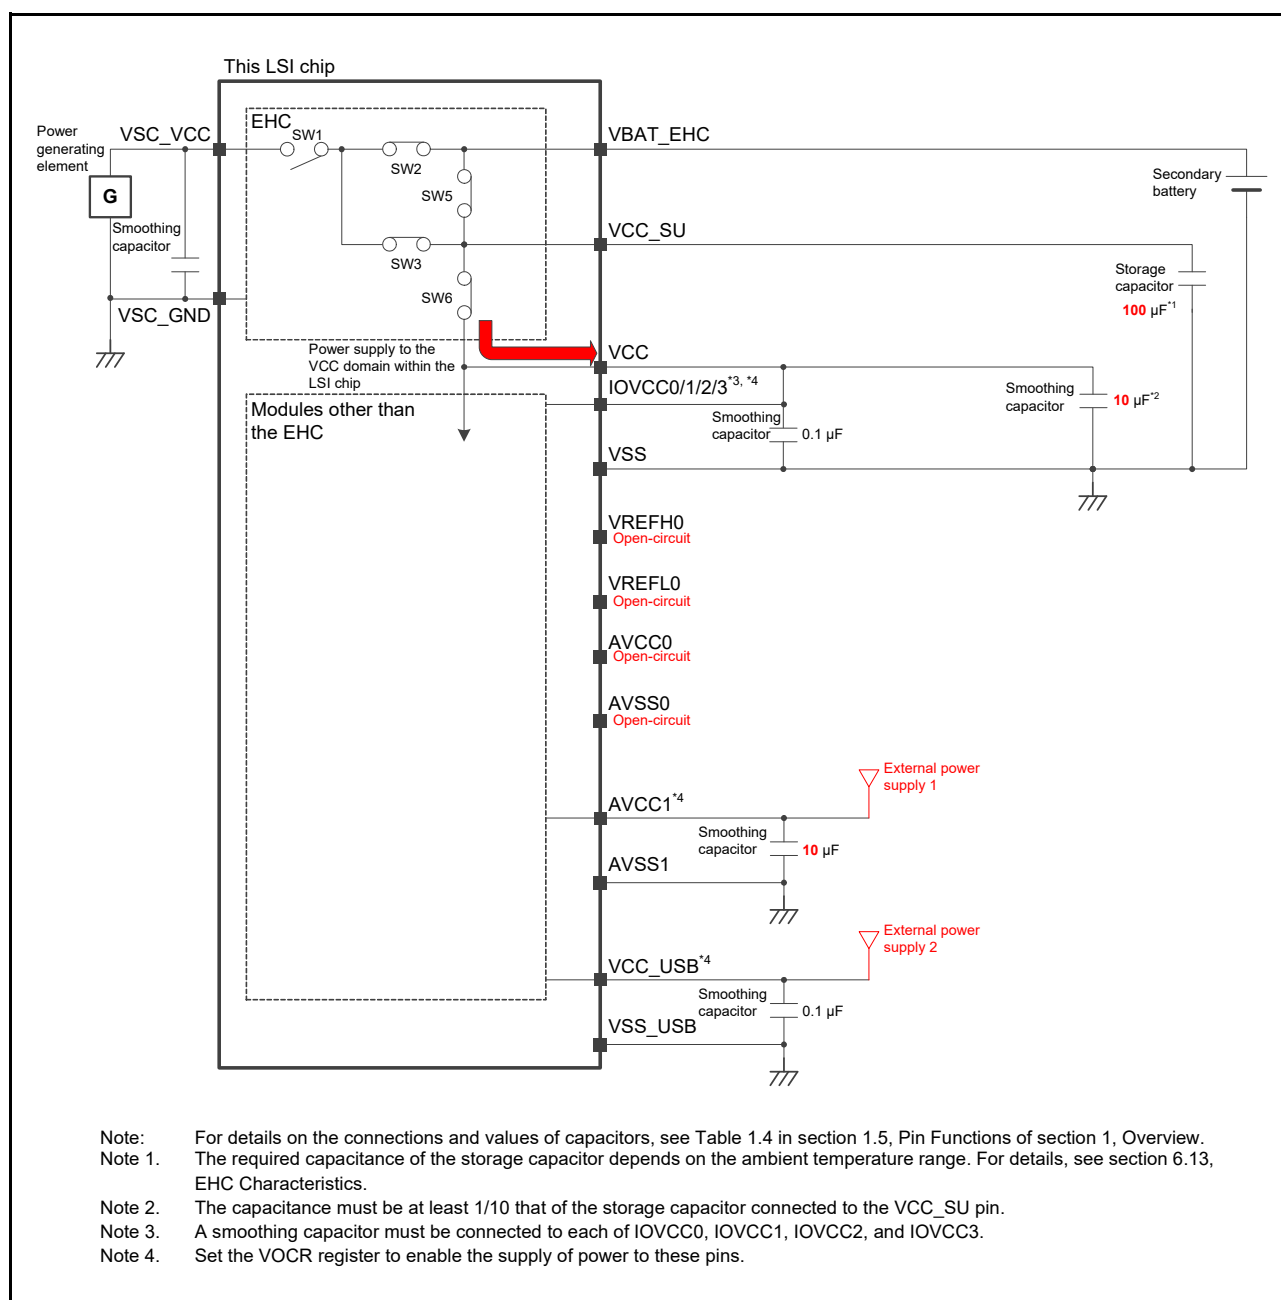 This LSI chip
Power
generating
element
VSC_VCC
EHC
SW1
VBAT_EHC
SW2
Secondary
battery
G
SW5
Smoothing
capacitor
VCC_SU
SW3
Storage
capacitor
100 µF*1
SW6
VSC_GND
Power supply to the
VCC domain within the
LSI chip
VCC
IOVCC0/1/2/3*3, *4
Smoothing
capacitor
10 µF*2
Modules other than
the EHC
Smoothing
capacitor
0.1 µF
VSS
VREFH0
Open-circuit
VREFL0
Open-circuit
AVCC0
Open-circuit
AVSS0
Open-circuit
External power
supply 1
AVCC1*4
Smoothing
capacitor
10 µF
AVSS1
External power
supply 2
VCC_USB*4
Smoothing
capacitor
0.1 µF
VSS_USB
Note: For details on the connections and values of capacitors, see Table 1.4 in section 1.5, Pin Functions of section 1, Overview.
Note 1. The required capacitance of the storage capacitor depends on the ambient temperature range. For details, see section 6.13,
EHC Characteristics.
Note 2. The capacitance must be at least 1/10 that of the storage capacitor connected to the VCC_SU pin.
Note 3. A smoothing capacitor must be connected to each of IOVCC0, IOVCC1, IOVCC2, and IOVCC3.
Note 4. Set the VOCR register to enable the supply of power to these pins.